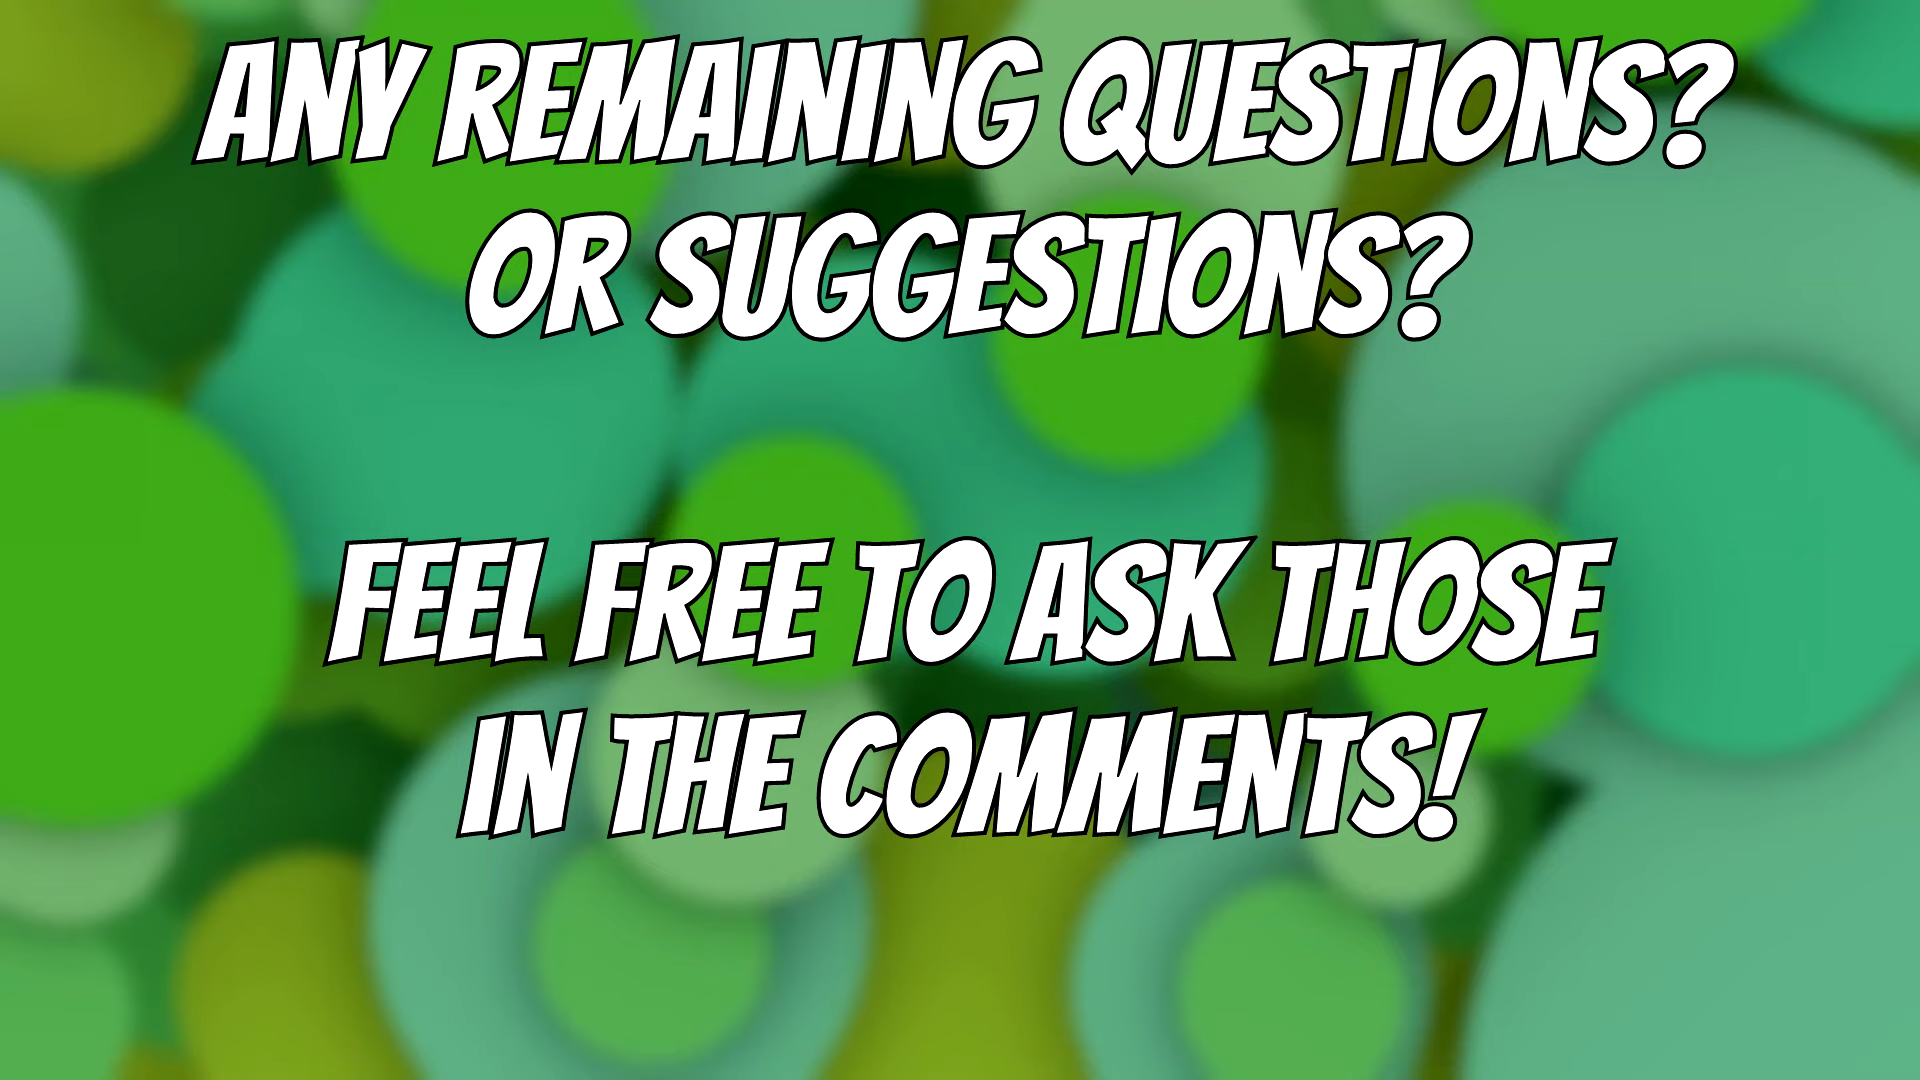 ANY REMAINING QUESTIONS?
OR SUGGESTIONS?
FEEL FREE TO ASK THOSE
IN THE COMMENTS!